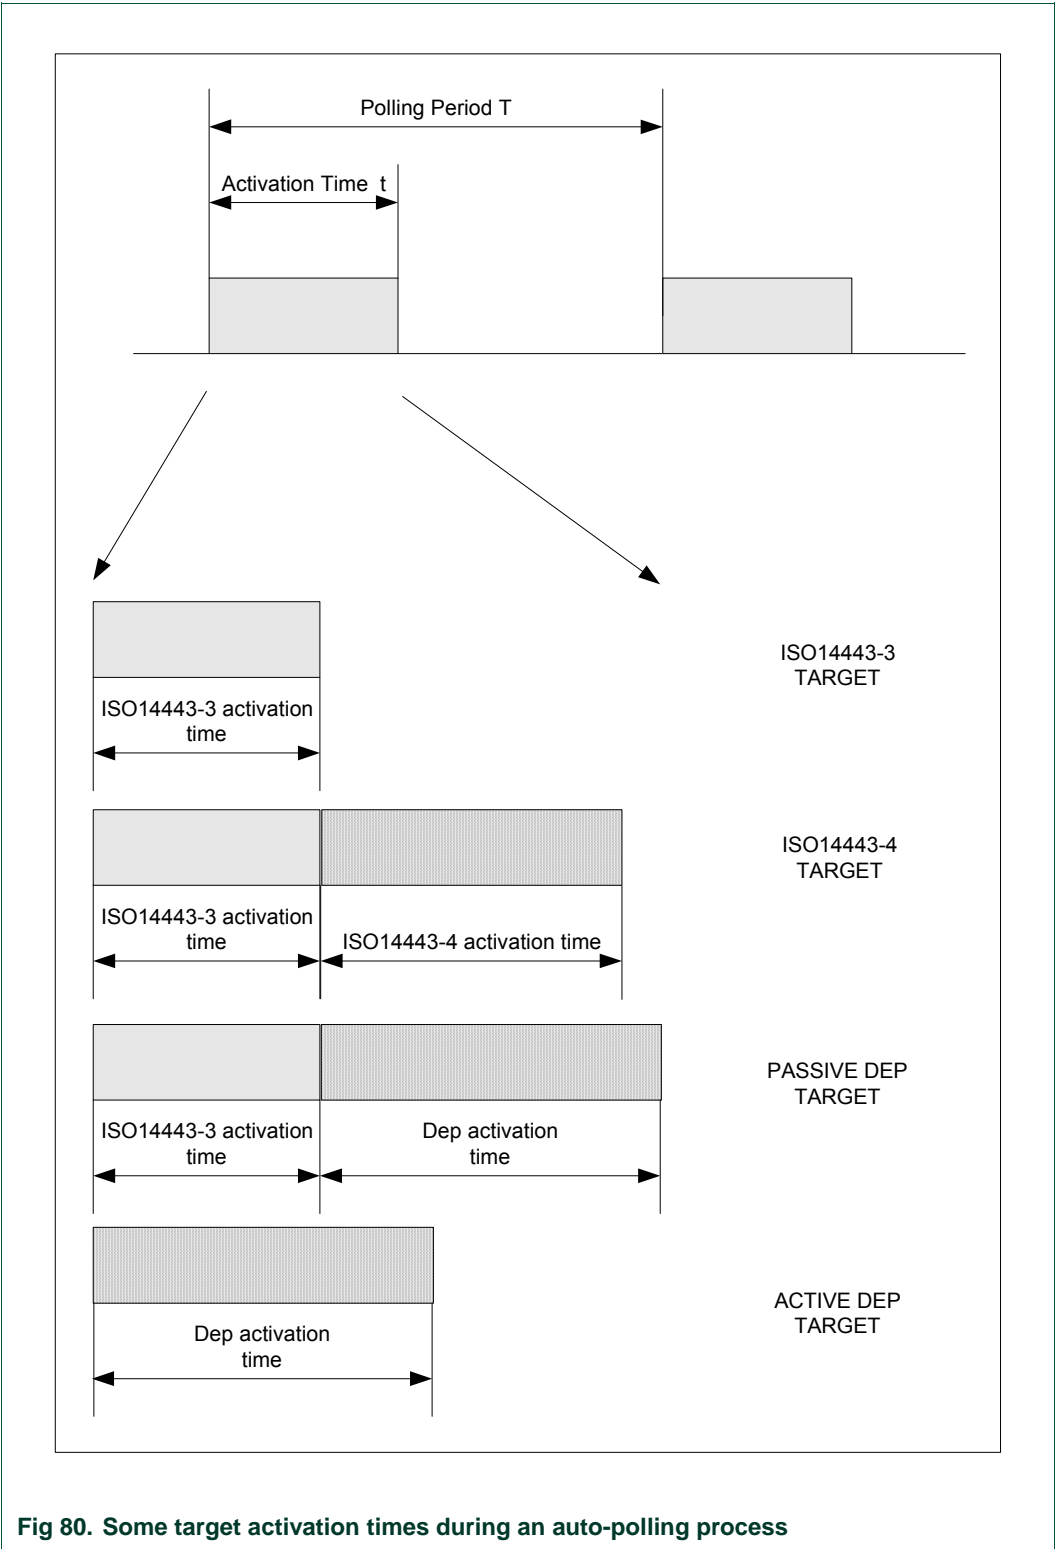 Polling Period T
Activation Time t
ISO14443-3
TARGET
ISO14443-3 activation
time
ISO14443-4
TARGET
ISO14443-3 activation
time
ISO14443-4 activation time
PASSIVE DEP
TARGET
ISO14443-3 activation
time
Dep activation
time
ACTIVE DEP
TARGET
Dep activation
time
Fig 80. Some target activation times during an auto-polling process